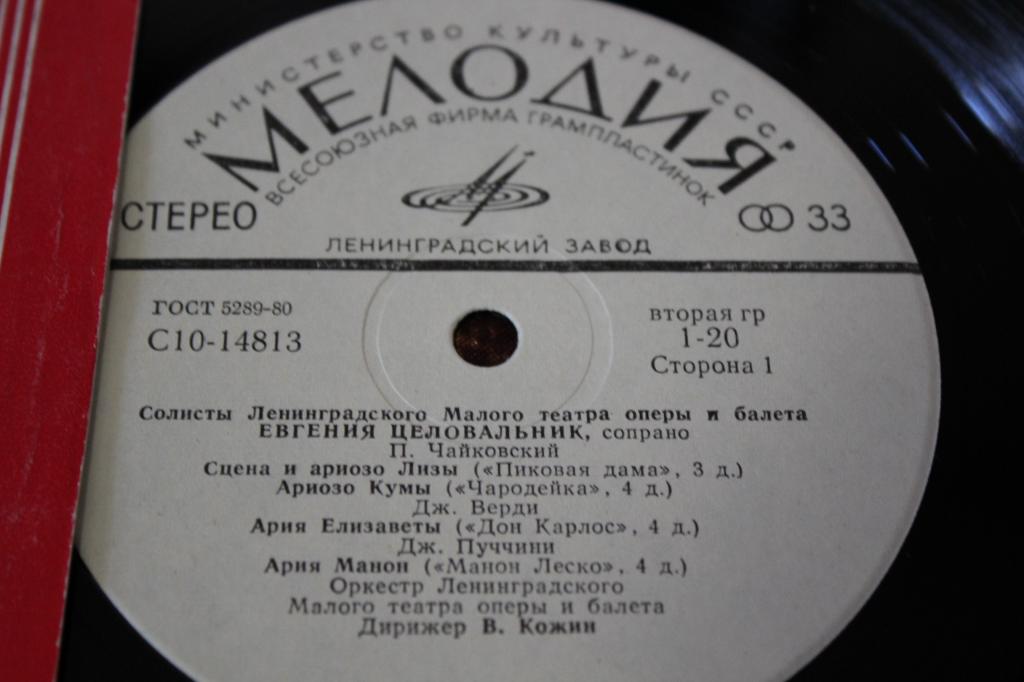 МИНИСТЕРСТВО КУЛЬТУРЫ СССР
МЕЛОДИЯ
ВСЕСОЮЗНАЯ ФИРМА ГРАМПЛАСТИНОК
СТЕРЕО
33
ЛЕНИНГРАДСКИЙ ЗАВОД
ГОСТ 5289-80
С10-14813
вторая гр
1-20
Сторона 1
Солисты Ленинградского Малого театра оперы и балета
ЕВГЕНИЯ ЦЕЛОВАЛЬНИК, сопрано
П. Чайковский
Сцена и ариозо Лизы («Пиковая дама», 3 д.)
Ариозо Кумы («Чародейка», 4 д.)
Дж. Верди
Ария Елизаветы («Дон Карлос», 4 д.)
Дж. Пуччини
Ария Манон («Манон Леско», 4 д.)
Оркестр Ленинградского
Малого театра оперы и балета
Дирижер В. Кожин